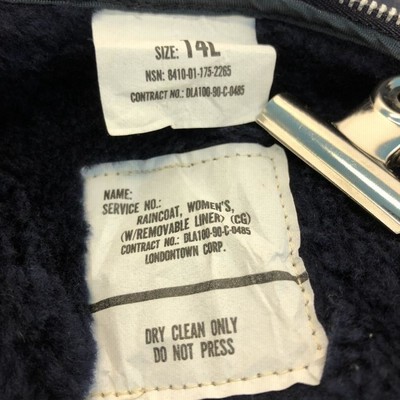 SIZE: 14L
NSN: 8410-01-175-2265
CONTRACT NO.: DLA100-90-C-0485
NAME:
SERVICE NO.:
RAINCOAT, WOMEN'S,
(W/REMOVABLE LINER) (CG)
CONTRACT NO.: DLA100-90-C-0485
LONDONTOWN CORP.
DRY CLEAN ONLY
DO NOT PRESS